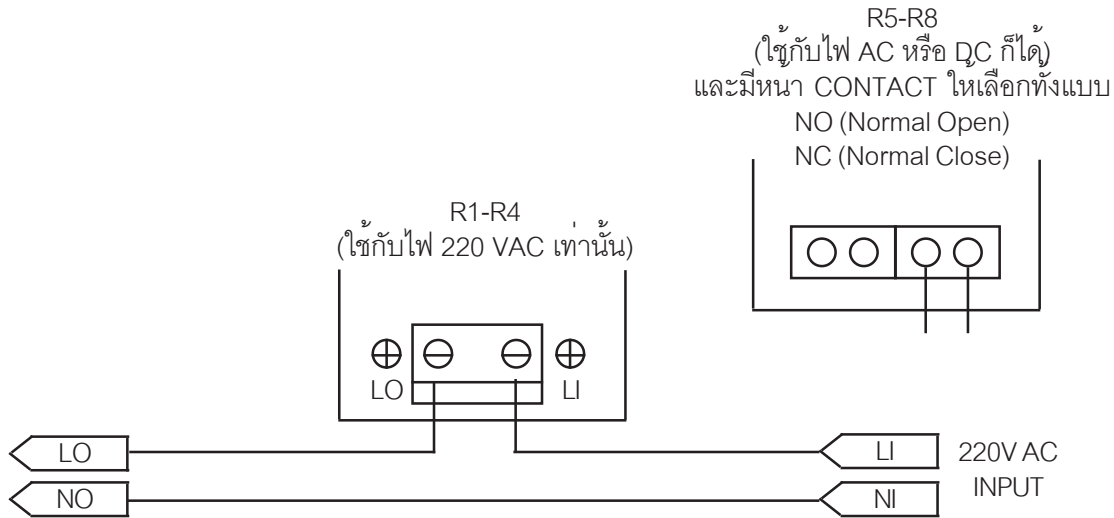 R5-R8
(ใช้กับไฟ AC หรือ DC ก็ได้)
และมีหน้า CONTACT ให้เลือกทั้งแบบ
NO (Normal Open)
NC (Normal Close)
R1-R4
(ใช้กับไฟ 220 VAC เท่านั้น)
LO
LI
LO
LI
220V AC
INPUT
NO
NI